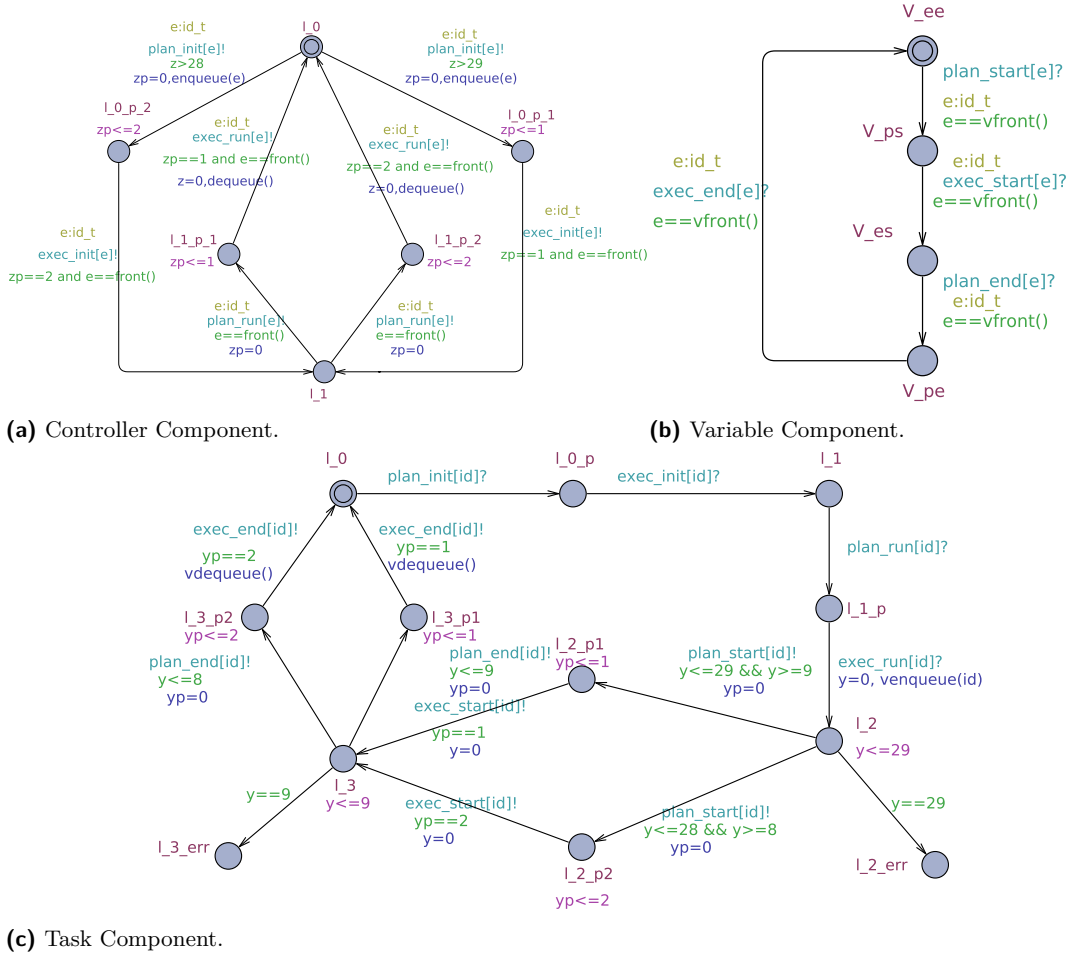 l_0
e:id_t
plan_init[e]!
z>28
zp=0,enqueue(e)
e:id_t
plan_init[e]!
z>29
zp=0,enqueue(e)
l_0_p_2
zp<=2
l_0_p_1
zp<=1
e:id_t
exec_run[e]!
zp==1 and e==front()
z=0,dequeue()
e:id_t
exec_run[e]!
zp==2 and e==front()
z=0,dequeue()
e:id_t
exec_init[e]!
zp==2 and e==front()
l_1_p_1
zp<=1
l_1_p_2
zp<=2
e:id_t
exec_init[e]!
zp==1 and e==front()
e:id_t
plan_run[e]!
e==front()
zp=0
e:id_t
plan_run[e]!
e==front()
zp=0
l_1
(a) Controller Component.
V_ee
plan_start[e]?
e:id_t
e==vfront()
V_ps
e:id_t
exec_start[e]?
e==vfront()
e:id_t
exec_end[e]?
e==vfront()
V_es
plan_end[e]?
e:id_t
e==vfront()
V_pe
(b) Variable Component.
l_0
plan_init[id]?
l_0_p
exec_init[id]?
l_1
exec_end[id]!
yp==2
vdequeue()
exec_end[id]!
yp==1
vdequeue()
plan_run[id]?
l_3_p2
yp<=2
l_3_p1
yp<=1
l_1_p
plan_end[id]!
y<=8
yp=0
plan_end[id]!
y<=9
yp=0
l_2_p1
yp<=1
plan_start[id]!
y<=29 && y>=9
yp=0
exec_run[id]?
y=0, venqueue(id)
exec_start[id]!
yp==1
y=0
l_2
y<=29
l_3
y<=9
y==9
exec_start[id]!
yp==2
y=0
plan_start[id]!
y<=28 && y>=8
yp=0
y==29
l_3_err
l_2_p2
yp<=2
l_2_err
(c) Task Component.